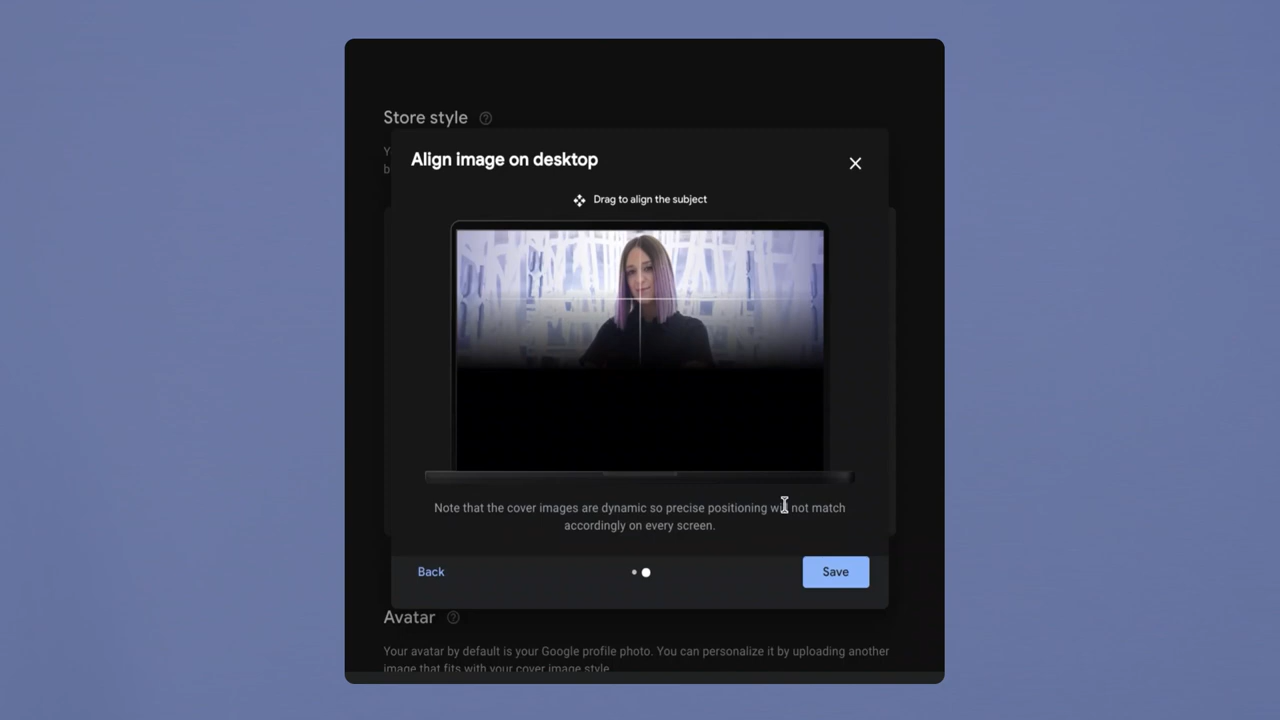 Store style
Y
b
Align image on desktop
Drag to align the subject
Note that the cover images are dynamic so precise positioning will not match
accordingly on every screen.
Back
Save
Avatar
Your avatar by default is your Google profile photo. You can personalize it by uploading another
image that fits with your cover image style.